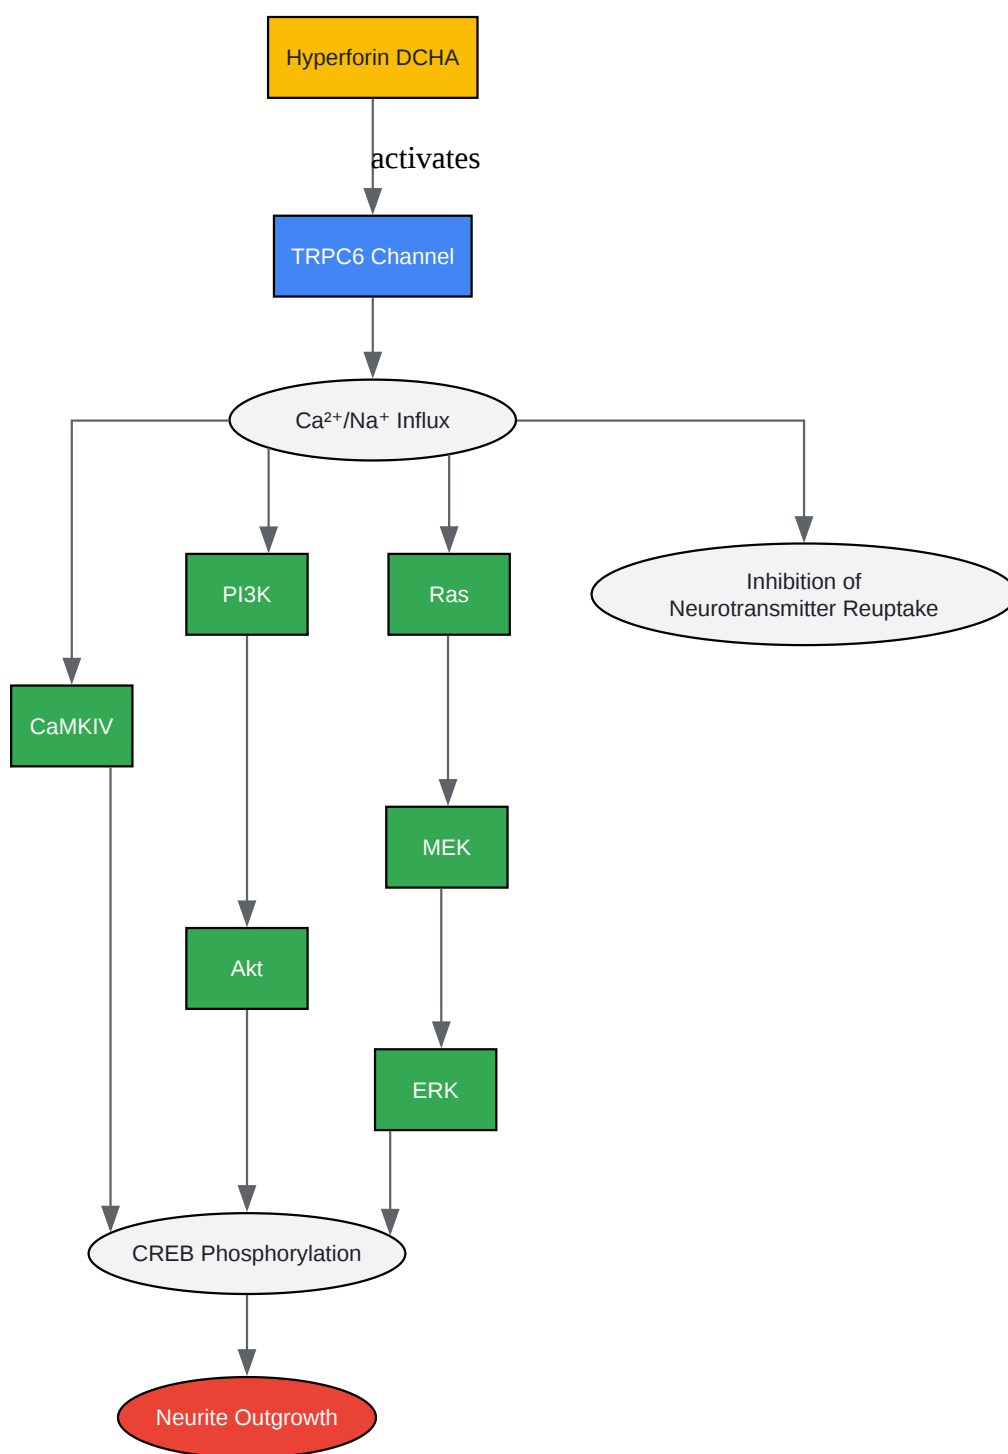 Hyperforin DCHA
activates
TRPC6 Channel
Ca²⁺/Na⁺ Influx
PI3K
Ras
Inhibition of
Neurotransmitter Reuptake
CaMKIV
MEK
Akt
ERK
CREB Phosphorylation
Neurite Outgrowth